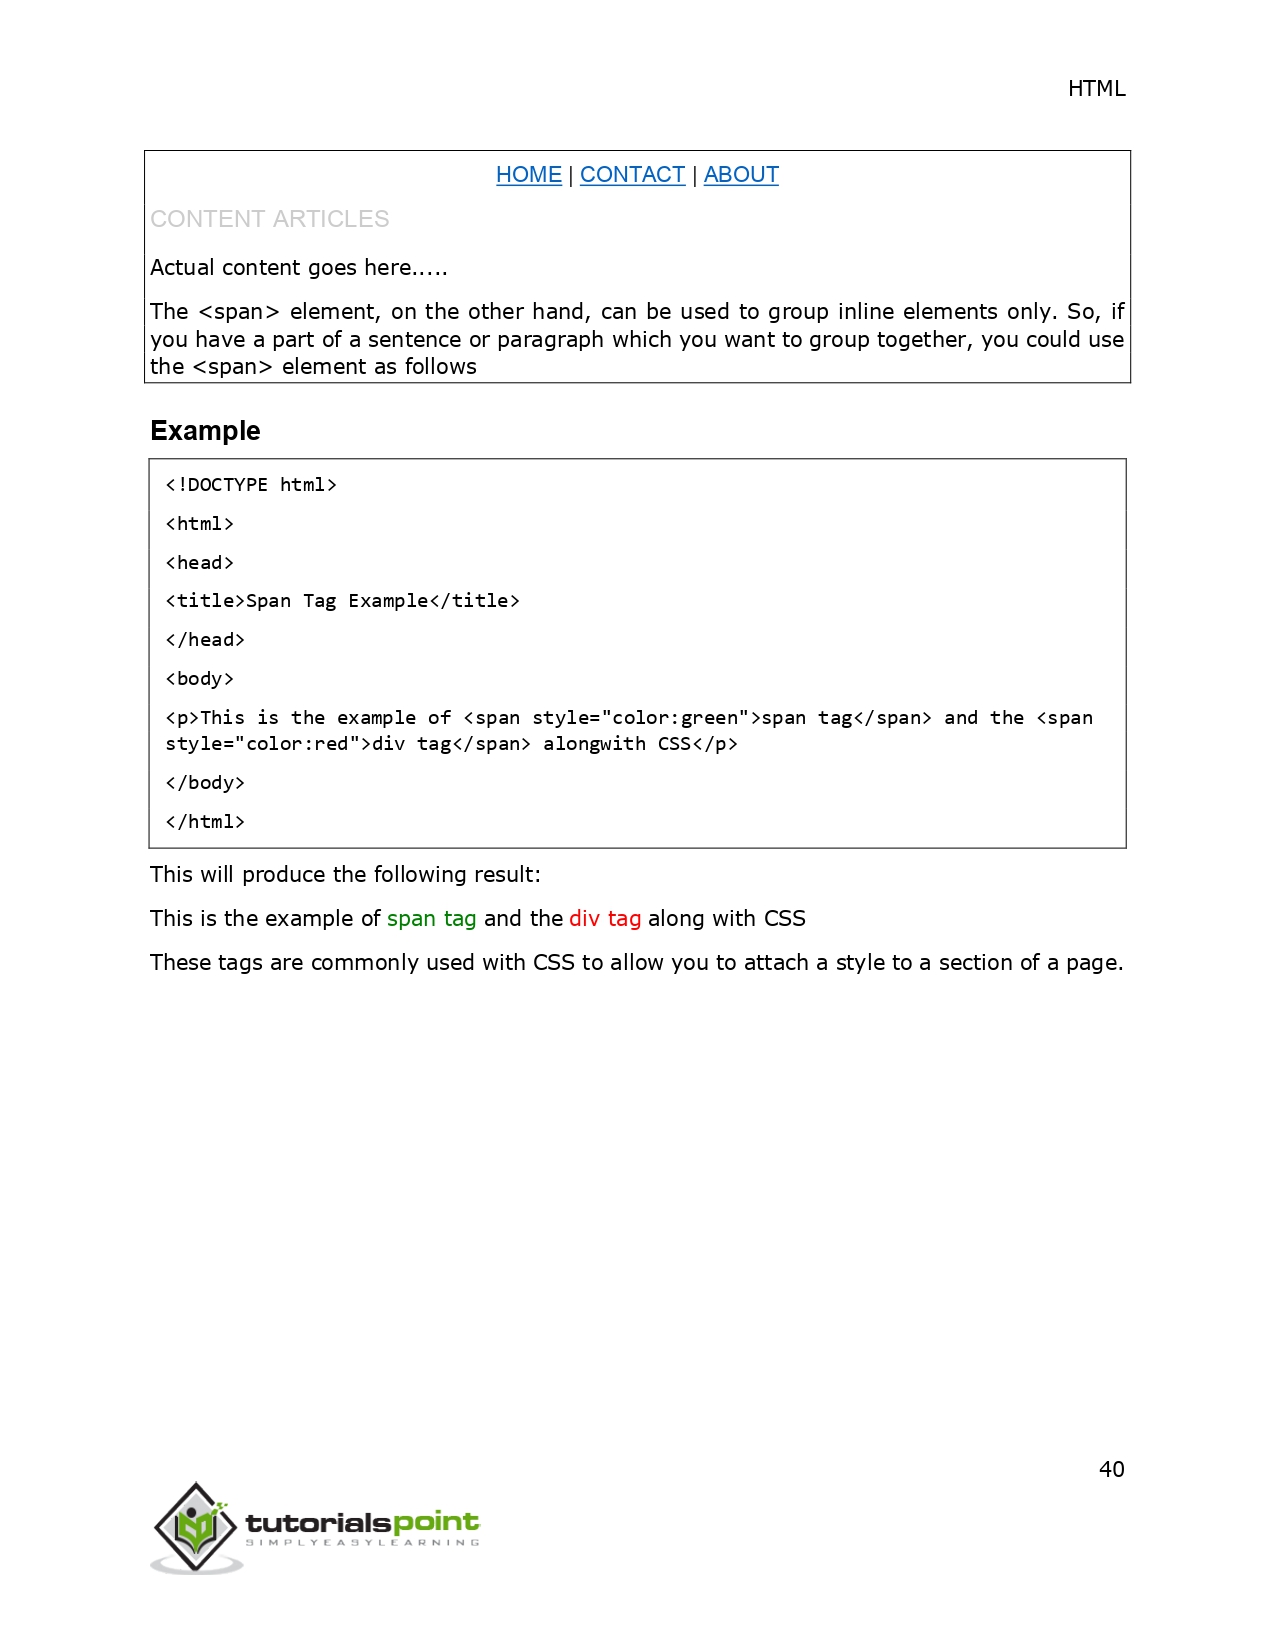 HTML
HOME | CONTACT | ABOUT
CONTENT ARTICLES
Actual content goes here.....
The <span> element, on the other hand, can be used to group inline elements only. So, if
you have a part of a sentence or paragraph which you want to group together, you could use
the <span> element as follows
Example
<!DOCTYPE html>
<html>
<head>
<title>Span Tag Example</title>
</head>
<body>
<p>This is the example of <span style="color:green">span tag</span> and the <span
style="color:red">div tag</span> alongwith CSS</p>
</body>
</html>
This will produce the following result:
This is the example of span tag and the div tag along with CSS
These tags are commonly used with CSS to allow you to attach a style to a section of a page.
40
tutorialspoint
SIMPLYEASYLEARNING